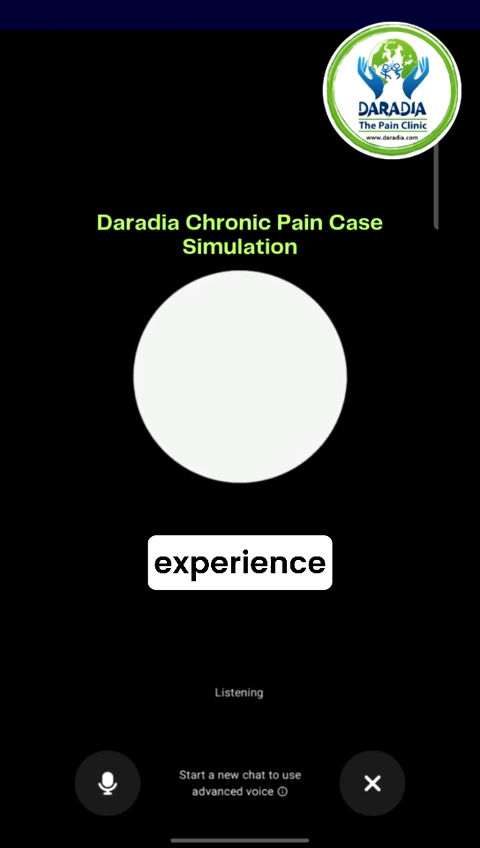 DARADIA
The Pain Clinic
www.daradia.com
Daradia Chronic Pain Case
Simulation
experience
Listening
Start a new chat to use
advanced voice